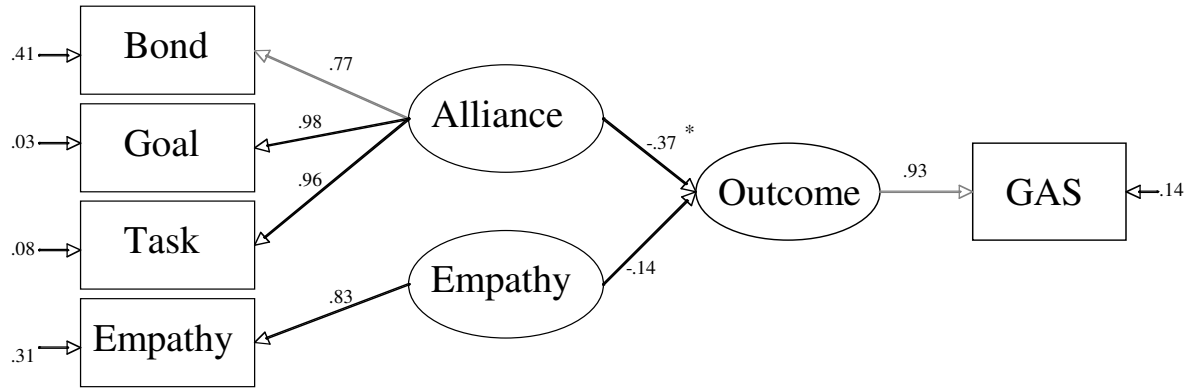 .41
Bond
.77
Alliance
.03
Goal
.98
-.37 *
.96
Outcome
.93
GAS
.14
.08
Task
Empathy
-.14
.83
.31
Empathy